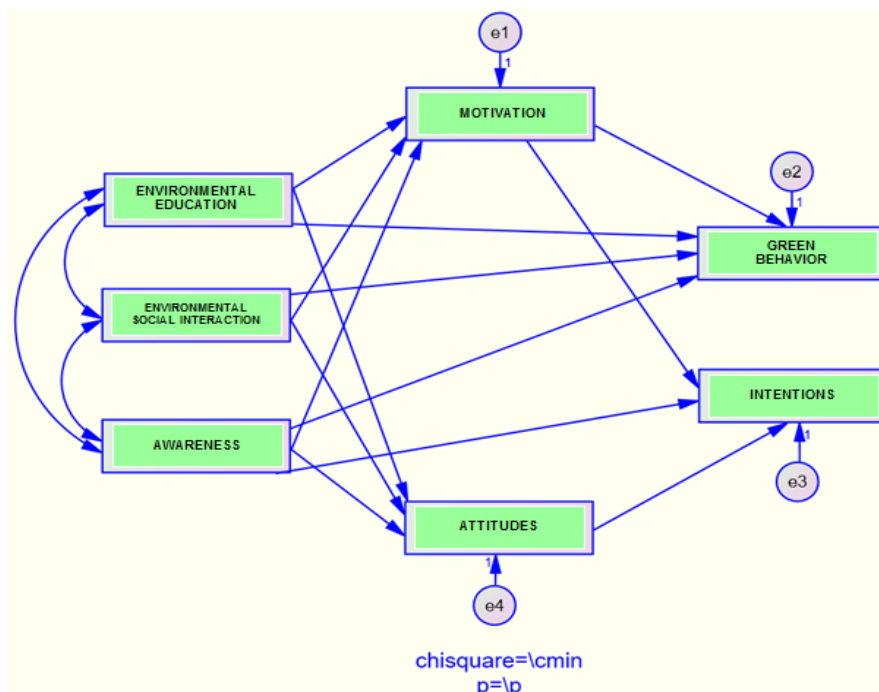 e1
1
MOTIVATION
e2
1
ENVIRONMENTAL
EDUCATION
GREEN
BEHAVIOR
ENVIRONMENTAL
SOCIAL INTERACTION
INTENTIONS
1
AWARENESS
e3
ATTITUDES
1
e4
chisquare=\cmin
p=\p